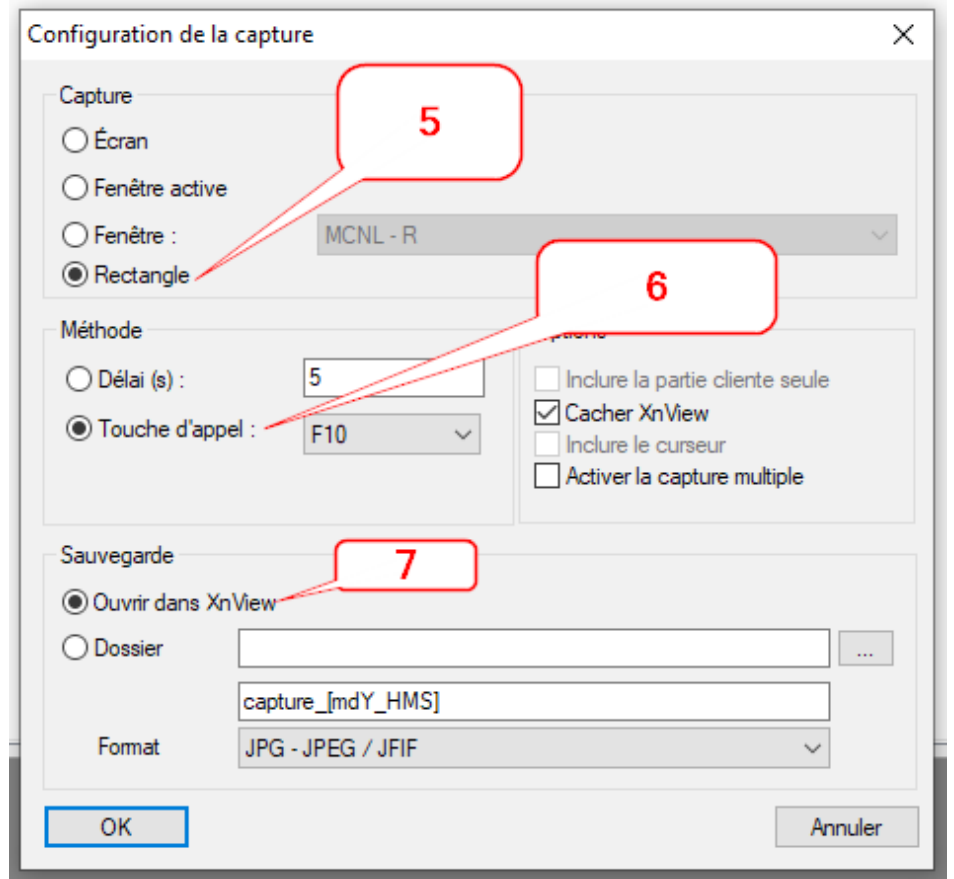 Configuration de la capture
Capture
5
Écran
Fenêtre active
Fenêtre :
MCNL - R
Rectangle
6
Méthode
Délai (s) :
5
Touche d'appel :
F10
Inclure la partie cliente seule
Cacher XnView
Inclure le curseur
Activer la capture multiple
Sauvegarde
7
Ouvrir dans XnView
Dossier
...
capture_[mdY_HMS]
Format
JPG - JPEG / JFIF
OK
Annuler